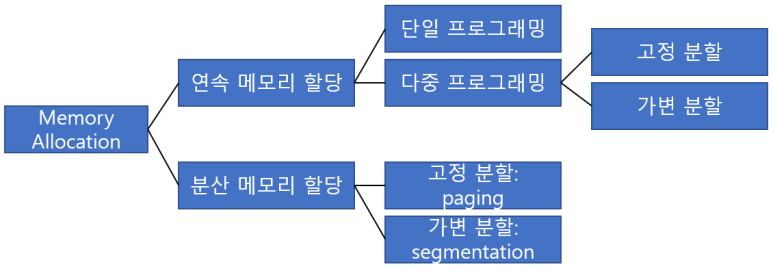 Memory
Allocation
연속 메모리 할당
단일 프로그래밍
다중 프로그래밍
고정 분할
가변 분할
분산 메모리 할당
고정 분할:
paging
가변 분할:
segmentation